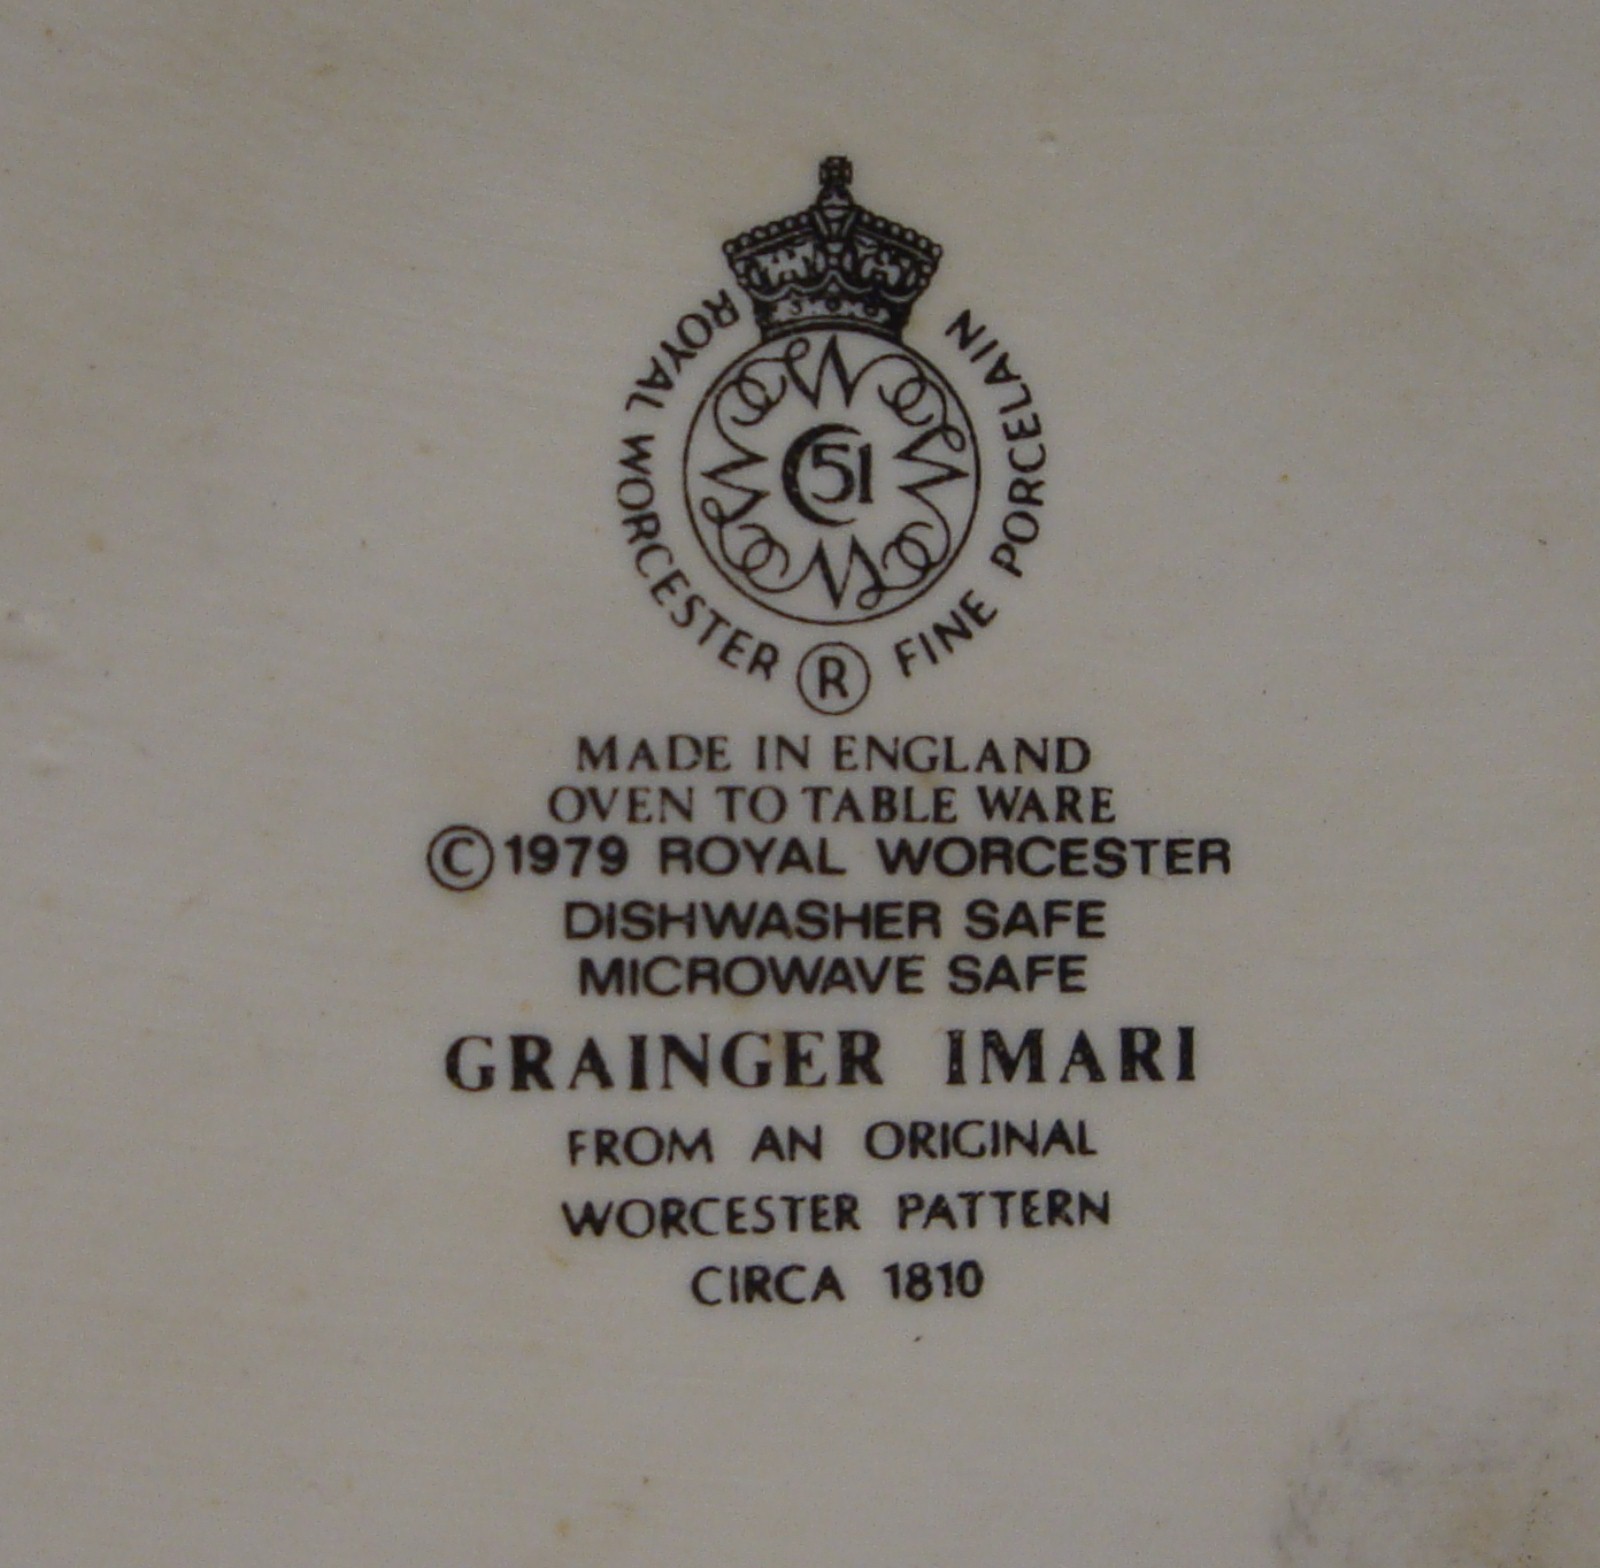 ROYAL WORCESTER ® FINE PORCELAIN
C51
MADE IN ENGLAND
OVEN TO TABLE WARE
©1979 ROYAL WORCESTER
DISHWASHER SAFE
MICROWAVE SAFE
GRAINGER IMARI
FROM AN ORIGINAL
WORCESTER PATTERN
CIRCA 1810